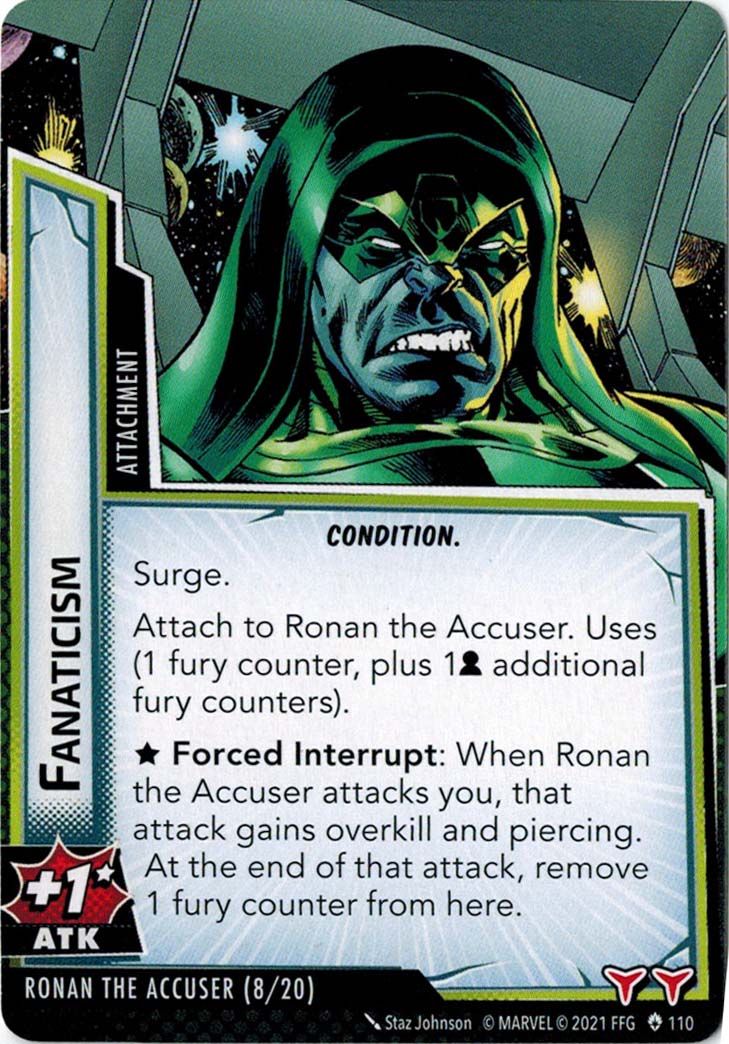 ATTACHMENT
FANATICISM
CONDITION.
Surge.
Attach to Ronan the Accuser. Uses
(1 fury counter, plus 1 additional
fury counters).
★ Forced Interrupt: When Ronan
the Accuser attacks you, that
attack gains overkill and piercing.
At the end of that attack, remove
1 fury counter from here.
+1★
ATK
RONAN THE ACCUSER (8/20)
Staz Johnson © MARVEL © 2021 FFG 110